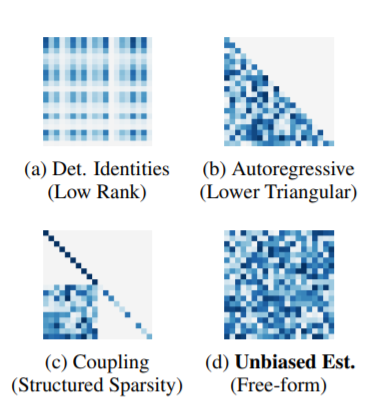 (a) Det. Identities
(Low Rank)
(b) Autoregressive
(Lower Triangular)
(c) Coupling
(Structured Sparsity)
(d) Unbiased Est.
(Free-form)